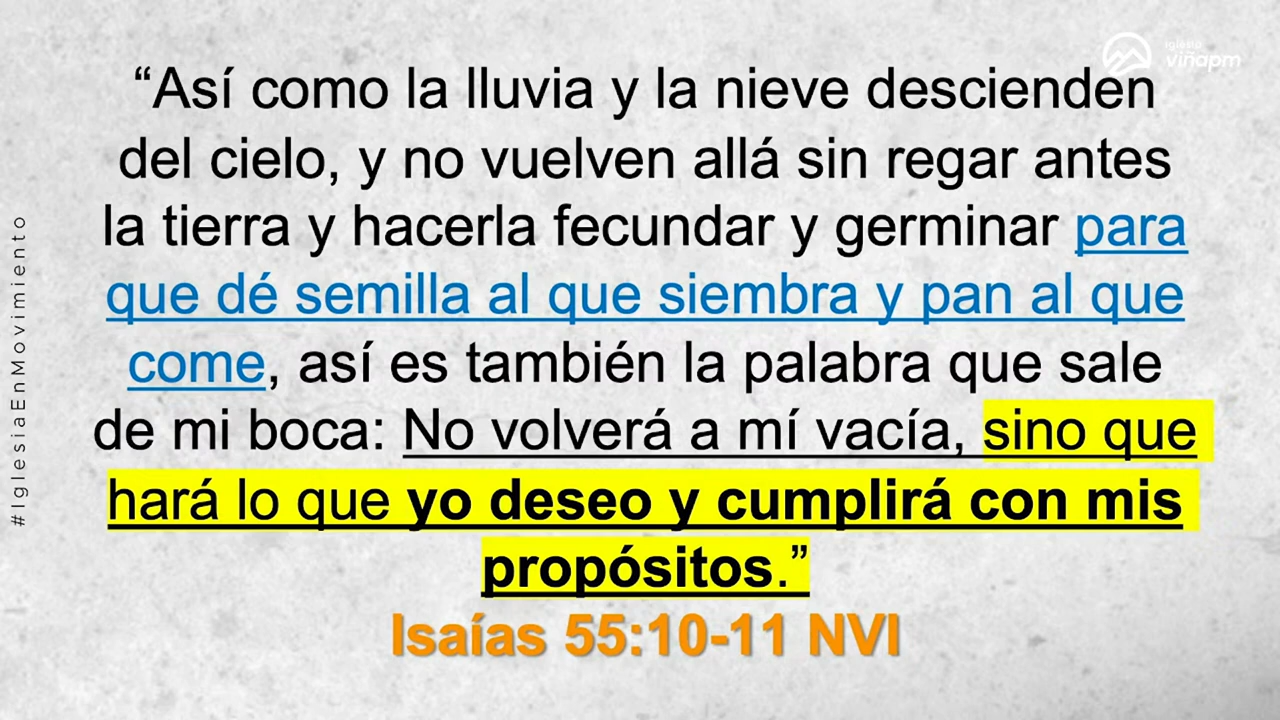 iglesia
viñapm
“Así como la lluvia y la nieve descienden
del cielo, y no vuelven allá sin regar antes
la tierra y hacerla fecundar y germinar para
que dé semilla al que siembra y pan al que
come, así es también la palabra que sale
de mi boca: No volverá a mí vacía, sino que
hará lo que yo deseo y cumplirá con mis
propósitos.”
Isaías 55:10-11 NVI
#IglesiaEnMovimiento